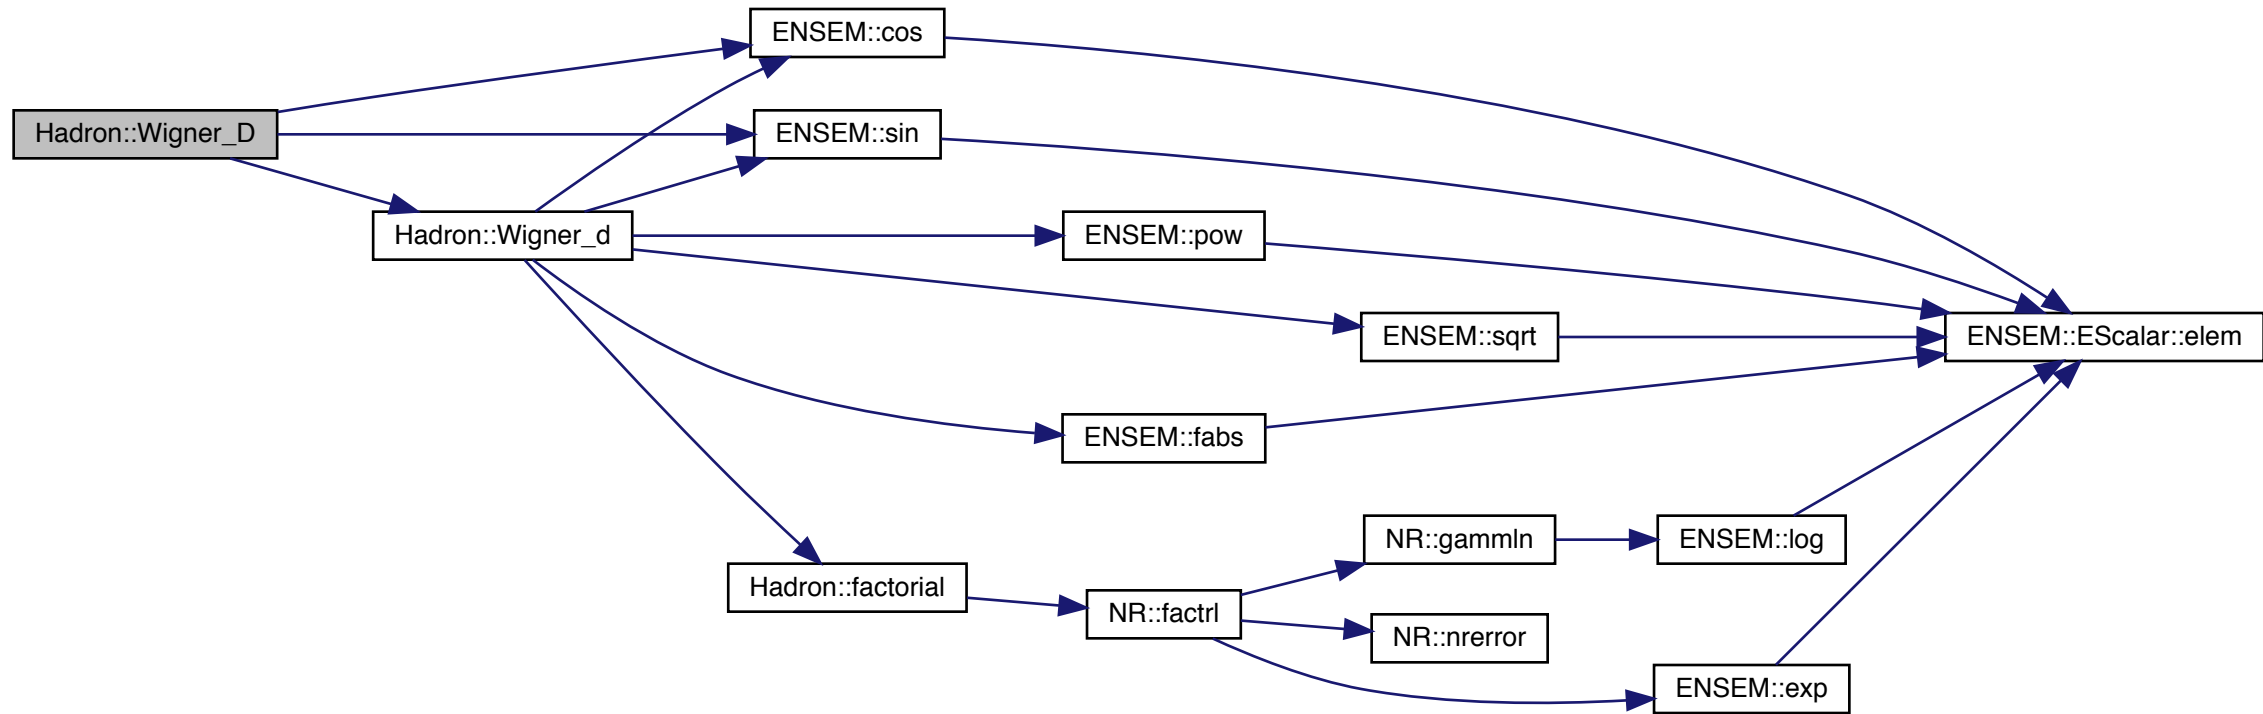 ENSEM::cos
Hadron::Wigner_D
ENSEM::sin
Hadron::Wigner_d
ENSEM::pow
ENSEM::sqrt
ENSEM::EScalar::elem
ENSEM::fabs
NR::gammln
ENSEM::log
Hadron::factorial
NR::factrl
NR::nrerror
ENSEM::exp